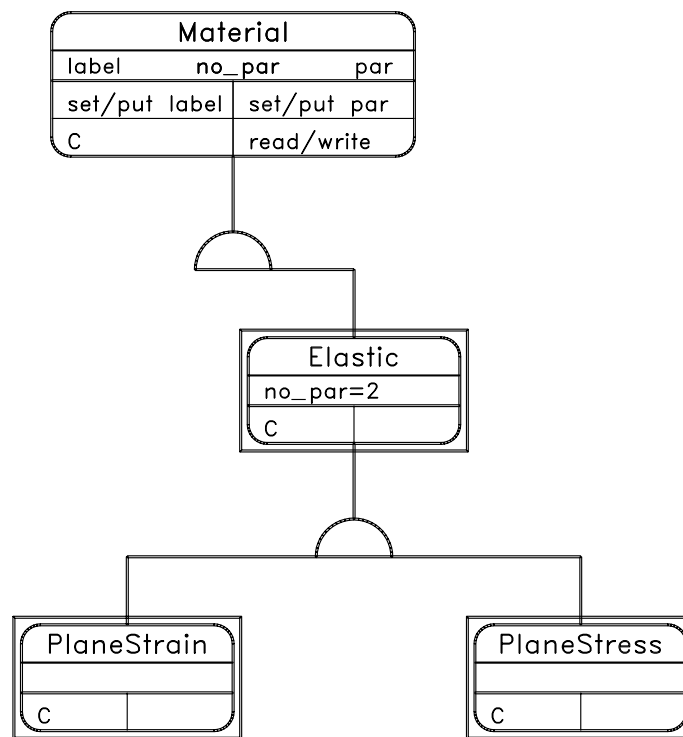 Material
label no_par par
set/put label set/put par
C read/write
Elastic
no_par=2
C
PlaneStrain PlaneStress
C C